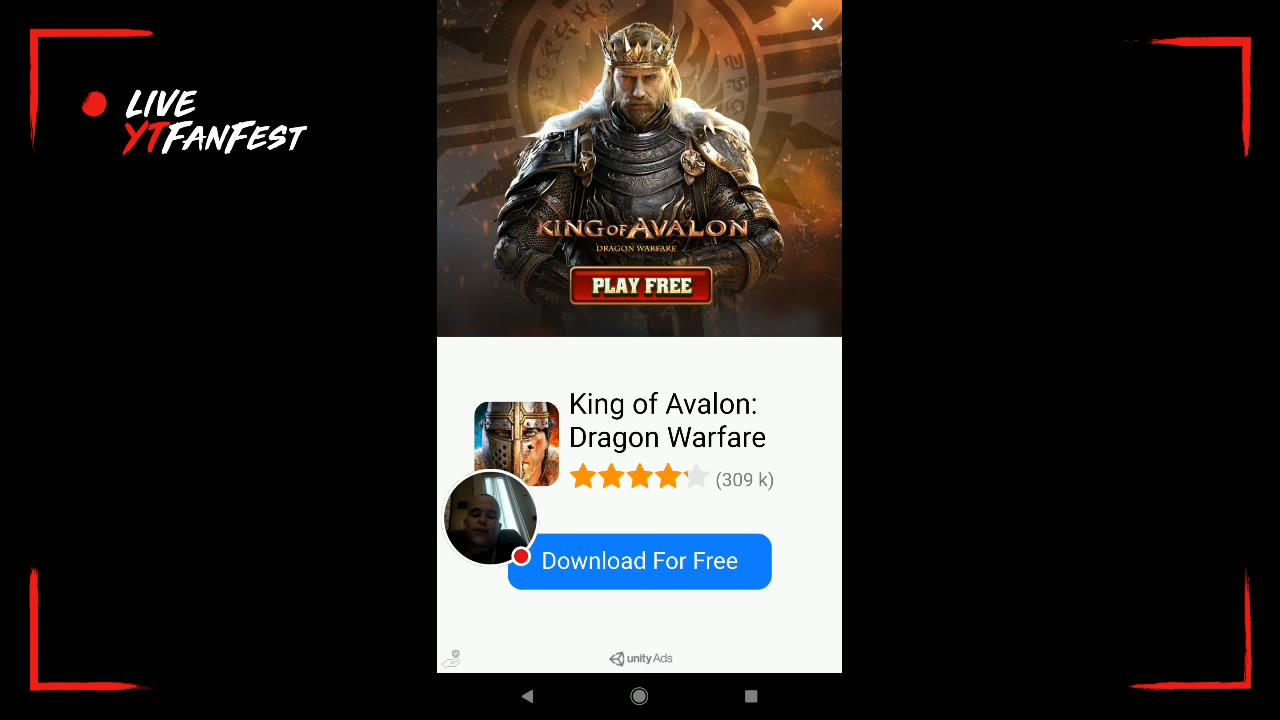 LIVE
YTFANFEST
KING OF AVALON
DRAGON WARFARE
PLAY FREE
King of Avalon:
Dragon Warfare
(309 k)
Download For Free
unity Ads